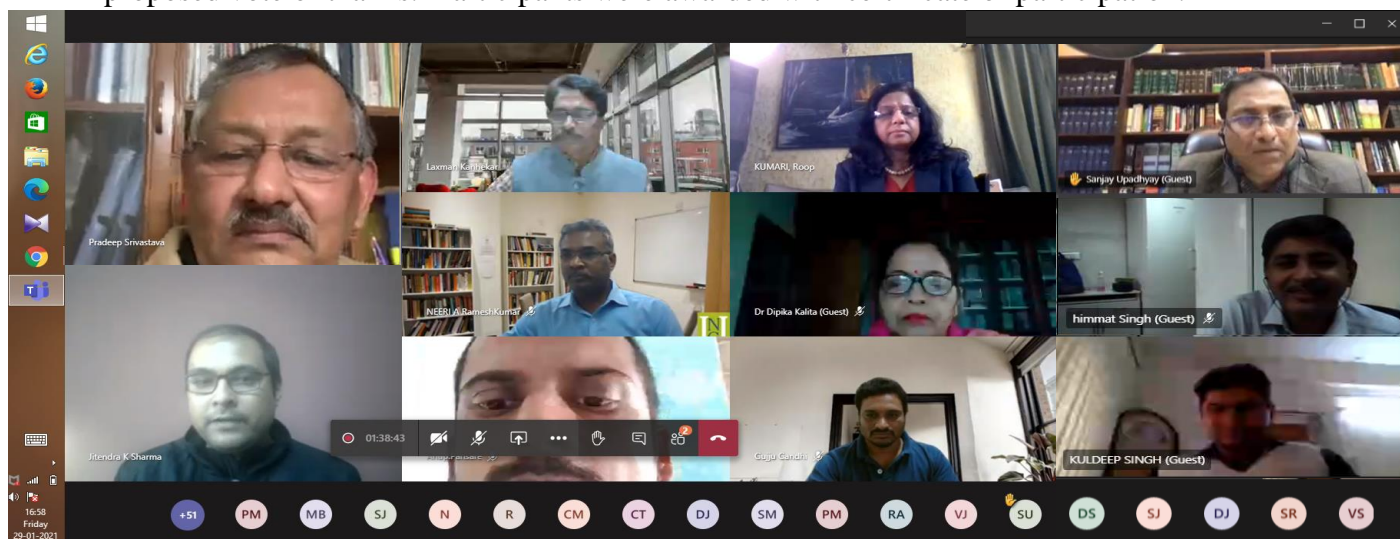 Pradeep Srivastava
Laxman Kanhekar
KUMARI, Roop
Sanjay Upadhyay (Guest)
NEERI A.RameshKumar
Dr Dipika Kalita (Guest)
himmat Singh (Guest)
Jitendra K Sharma
Gujju Gandhi
KULDEEP SINGH (Guest)
01:38:43
2
+51
PM
MB
SJ
N
R
CM
CT
DJ
SM
PM
RA
VJ
SU
DS
SJ
DJ
SR
VS
16:58
Friday
29-01-2021